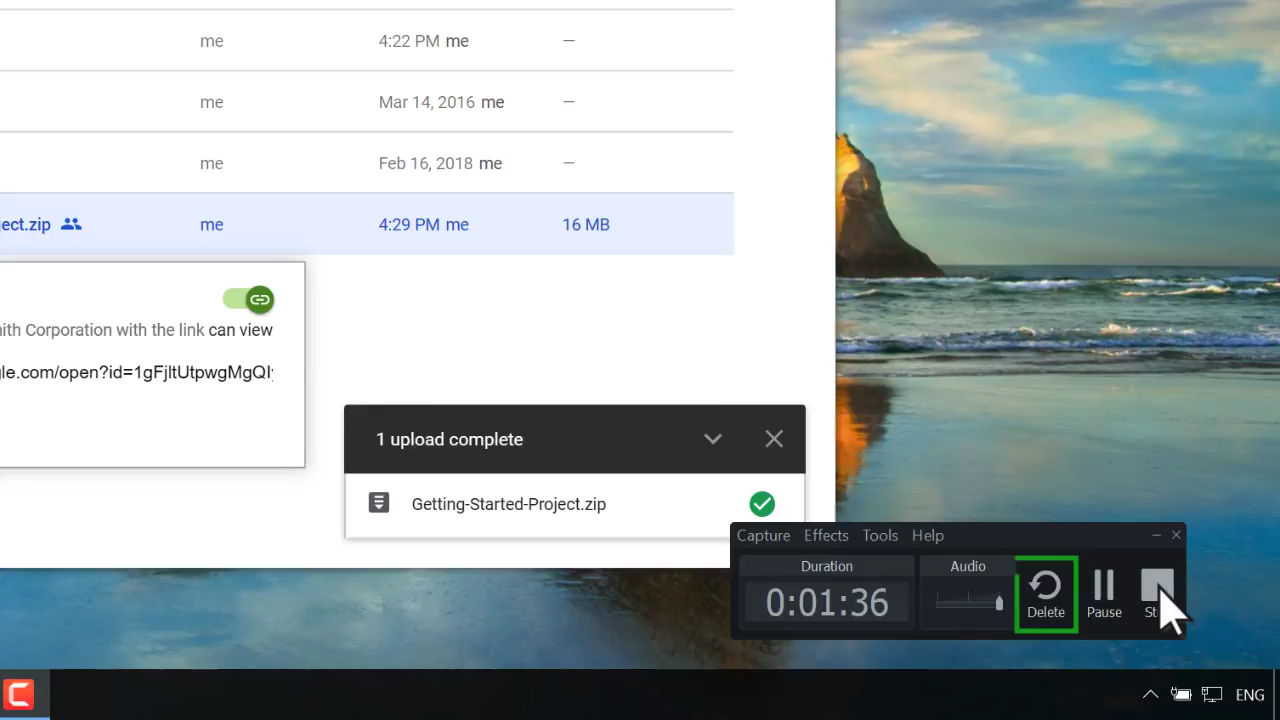 me 4:22 PM me —
me Mar 14, 2016 me —
me Feb 16, 2018 me —
ect.zip me 4:29 PM me 16 MB
ith Corporation with the link can view
le.com/open?id=1gFjltUtpwgMgQI
1 upload complete
Getting-Started-Project.zip
Capture Effects Tools Help
Duration Audio
0:01:36
Delete Pause St
ENG